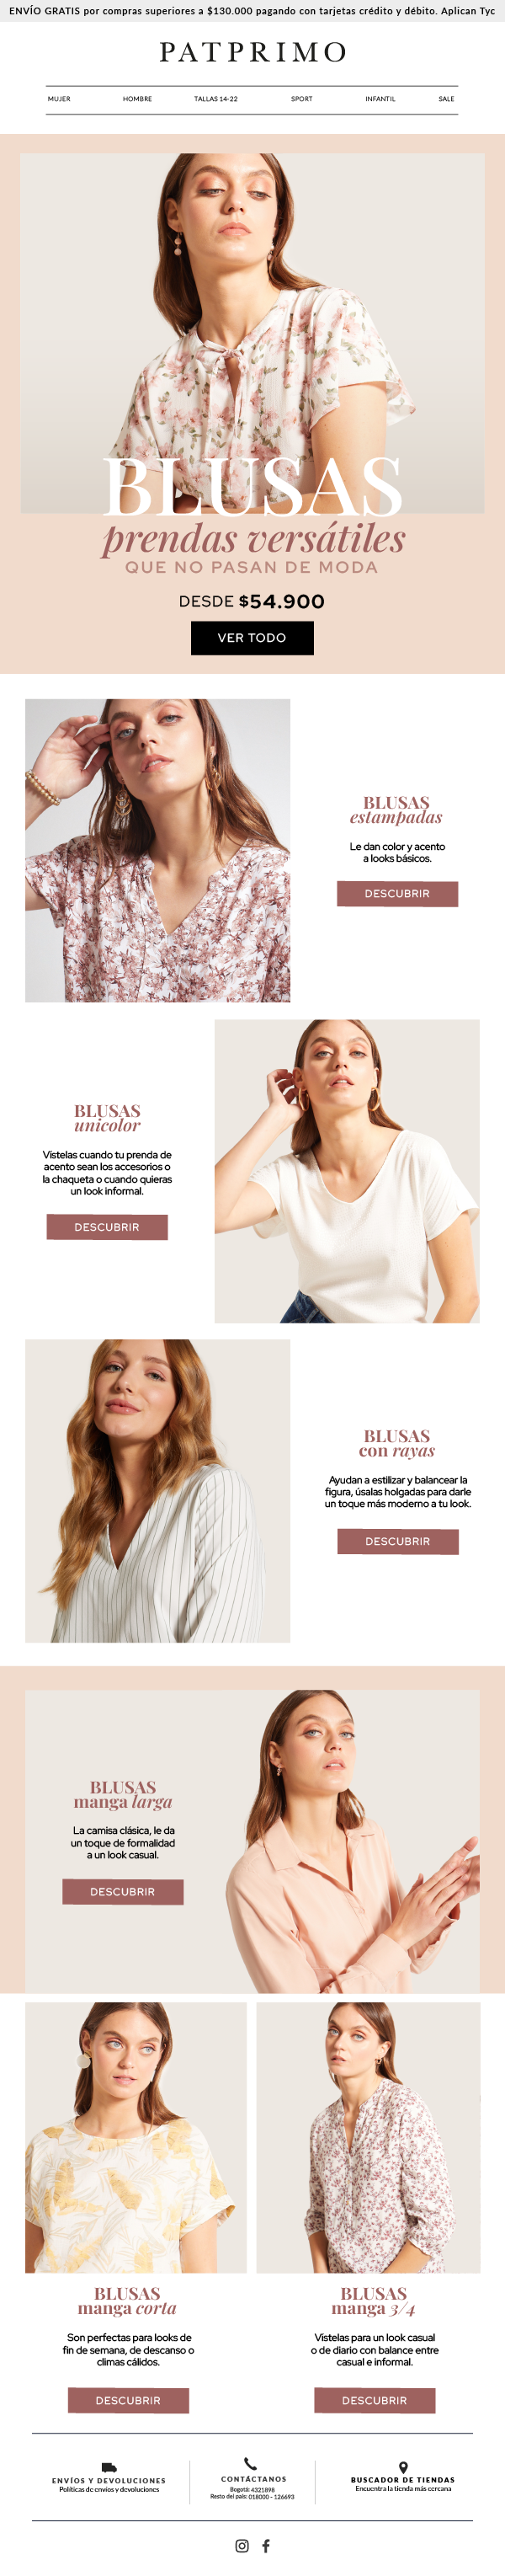 ENVÍO GRATIS por compras superiores a $130.000 pagando con tarjetas crédito y débito. Aplican Tyc
PATPRIMO
MUJER HOMBRE TALLAS 14-22 SPORT INFANTIL SALE
BLUSAS
prendas versátiles
QUE NO PASAN DE MODA
DESDE $54.900
VER TODO
BLUSAS
estampadas
Le dan color y acento
a looks básicos.
DESCUBRIR
BLUSAS
unicolor
Vístelas cuando tu prenda de
acento sean los accesorios o
la chaqueta o cuando quieras
un look informal.
DESCUBRIR
BLUSAS
con rayas
Ayudan a estilizar y balancear la
figura, úsalas holgadas para darle
un toque más moderno a tu look.
DESCUBRIR
BLUSAS
manga larga
La camisa clásica, le da
un toque de formalidad
a un look casual.
DESCUBRIR
BLUSAS
manga corta
Son perfectas para looks de
fin de semana, de descanso o
climas cálidos.
DESCUBRIR
BLUSAS
manga 3/4
Vístelas para un look casual
o de diario con balance entre
casual e informal.
DESCUBRIR
ENVÍOS Y DEVOLUCIONES
Políticas de envíos y devoluciones
CONTÁCTANOS
Bogotá: 4321898
Resto del país: 018000 - 126693
BUSCADOR DE TIENDAS
Encuentra la tienda más cercana